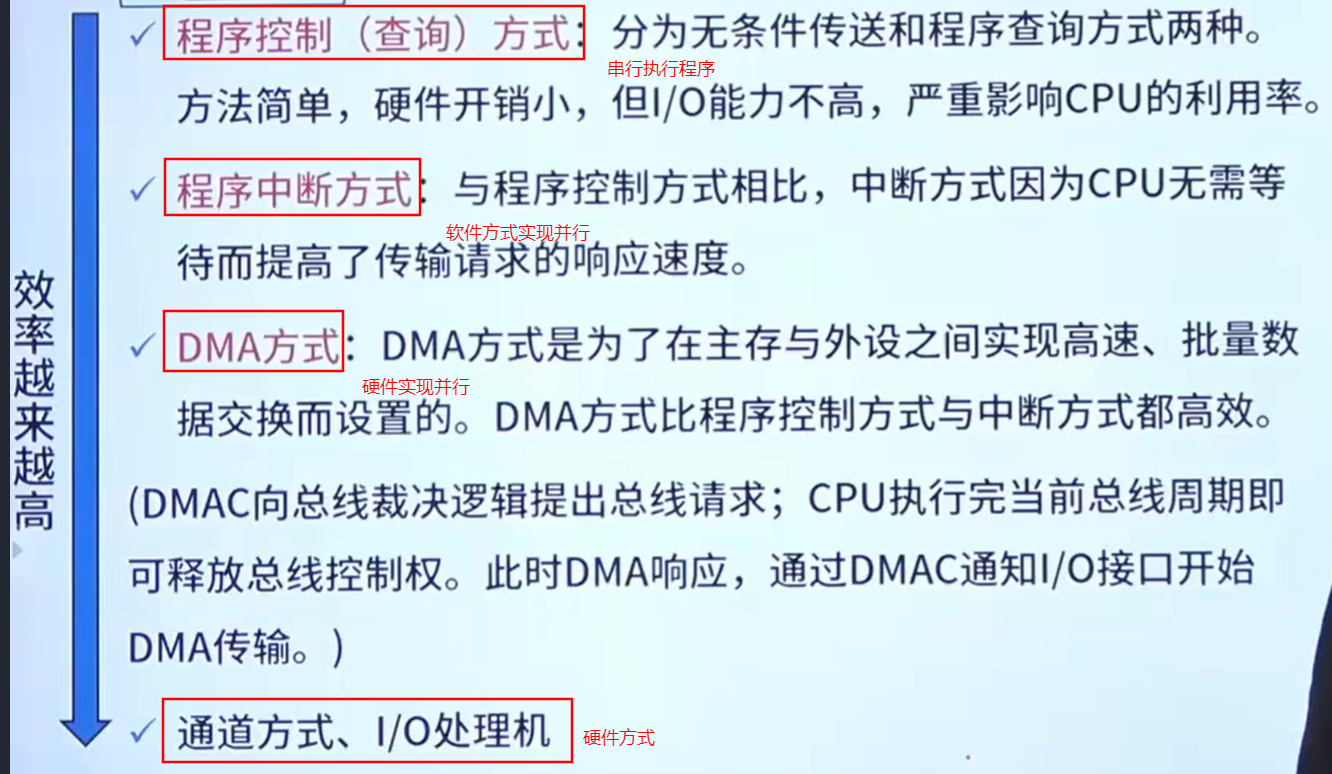 ✓ 程序控制（查询）方式：分为无条件传送和程序查询方式两种。
串行执行程序
方法简单，硬件开销小，但I/O能力不高，严重影响CPU的利用率。
✓ 程序中断方式：与程序控制方式相比，中断方式因为CPU无需等
软件方式实现并行
待而提高了传输请求的响应速度。
✓ DMA方式：DMA方式是为了在主存与外设之间实现高速、批量数
硬件实现并行
据交换而设置的。DMA方式比程序控制方式与中断方式都高效。
(DMAC向总线裁决逻辑提出总线请求；CPU执行完当前总线周期即
可释放总线控制权。此时DMA响应，通过DMAC通知I/O接口开始
DMA传输。)
✓ 通道方式、I/O处理机
硬件方式
效率越来越高